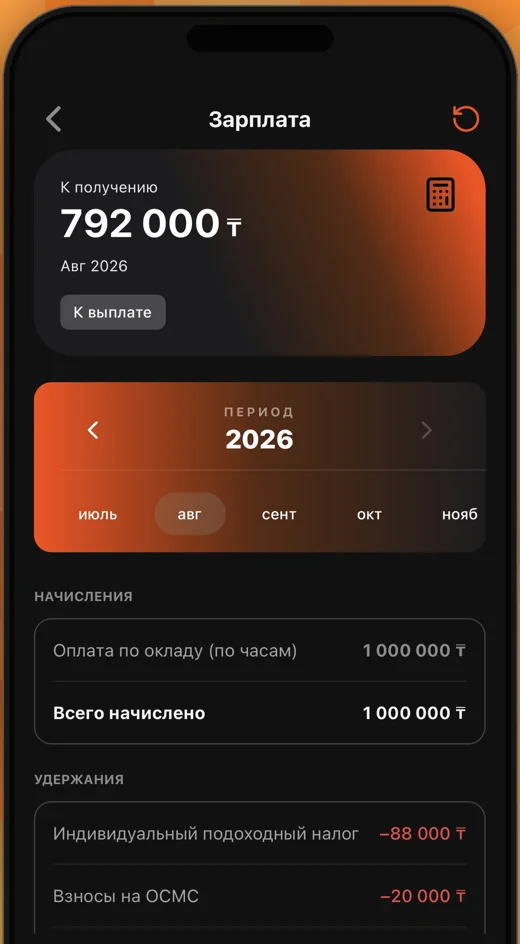 Зарплата
К получению
792 000 ₸
Авг 2026
К выплате
ПЕРИОД
2026
июль авг сент окт нояб
НАЧИСЛЕНИЯ
Оплата по окладу (по часам) 1 000 000 ₸
Всего начислено 1 000 000 ₸
УДЕРЖАНИЯ
Индивидуальный подоходный налог −88 000 ₸
Взносы на ОСМС −20 000 ₸